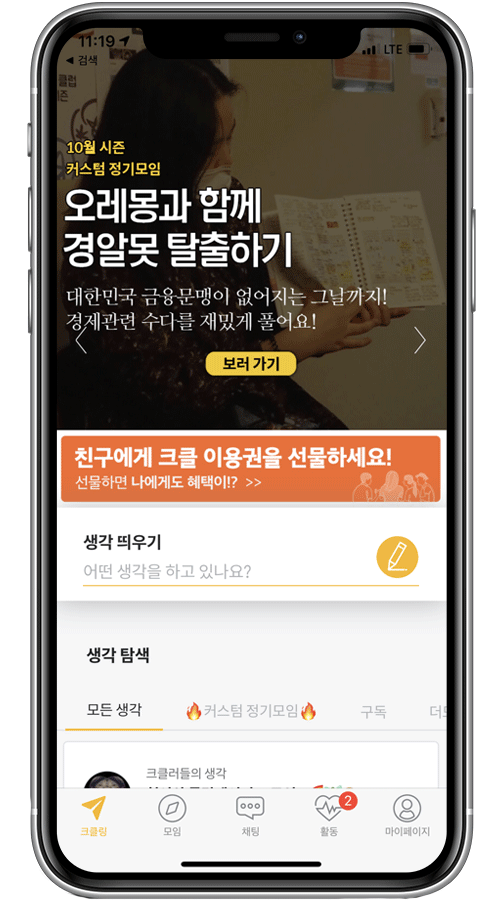 11:19
LTE
◀ 검색
클럽
10월 시즌
커스텀 정기모임
오레몽과 함께
경알못 탈출하기
대한민국 금융문맹이 없어지는 그날까지!
경제관련 수다를 재밌게 풀어요!
보러 가기
친구에게 크클 이용권을 선물하세요!
선물하면 나에게도 혜택이!? >>
생각 띄우기
어떤 생각을 하고 있나요?
생각 탐색
모든 생각
🔥커스텀 정기모임🔥
구독
크클러들의 생각
크클링
모임
채팅
활동
2
마이페이지